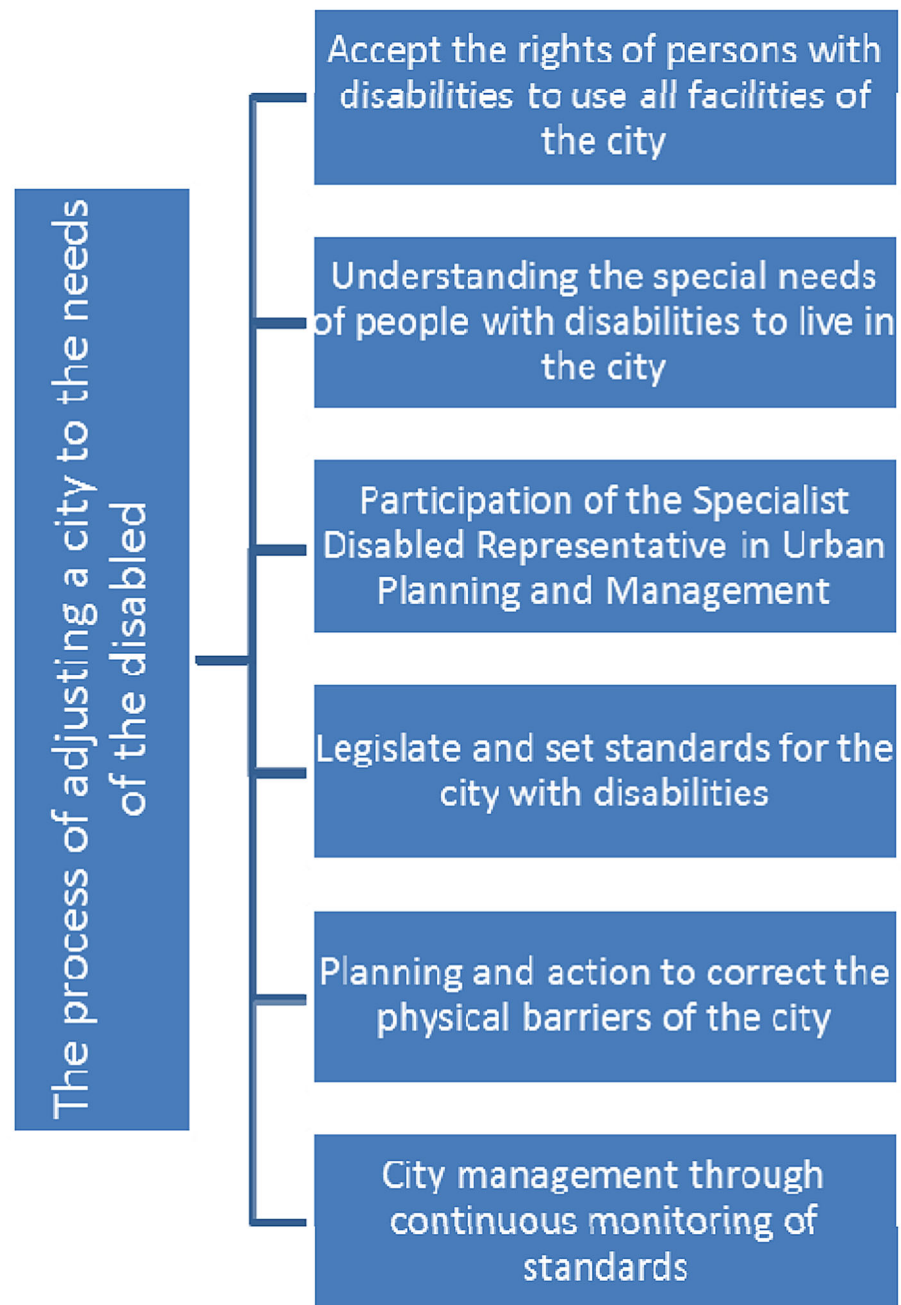 The process of adjusting a city to the needs
of the disabled
Accept the rights of persons with
disabilities to use all facilities of
the city
Understanding the special needs
of people with disabilities to live in
the city
Participation of the Specialist
Disabled Representative in Urban
Planning and Management
Legislate and set standards for the
city with disabilities
Planning and action to correct the
physical barriers of the city
City management through
continuous monitoring of
standards